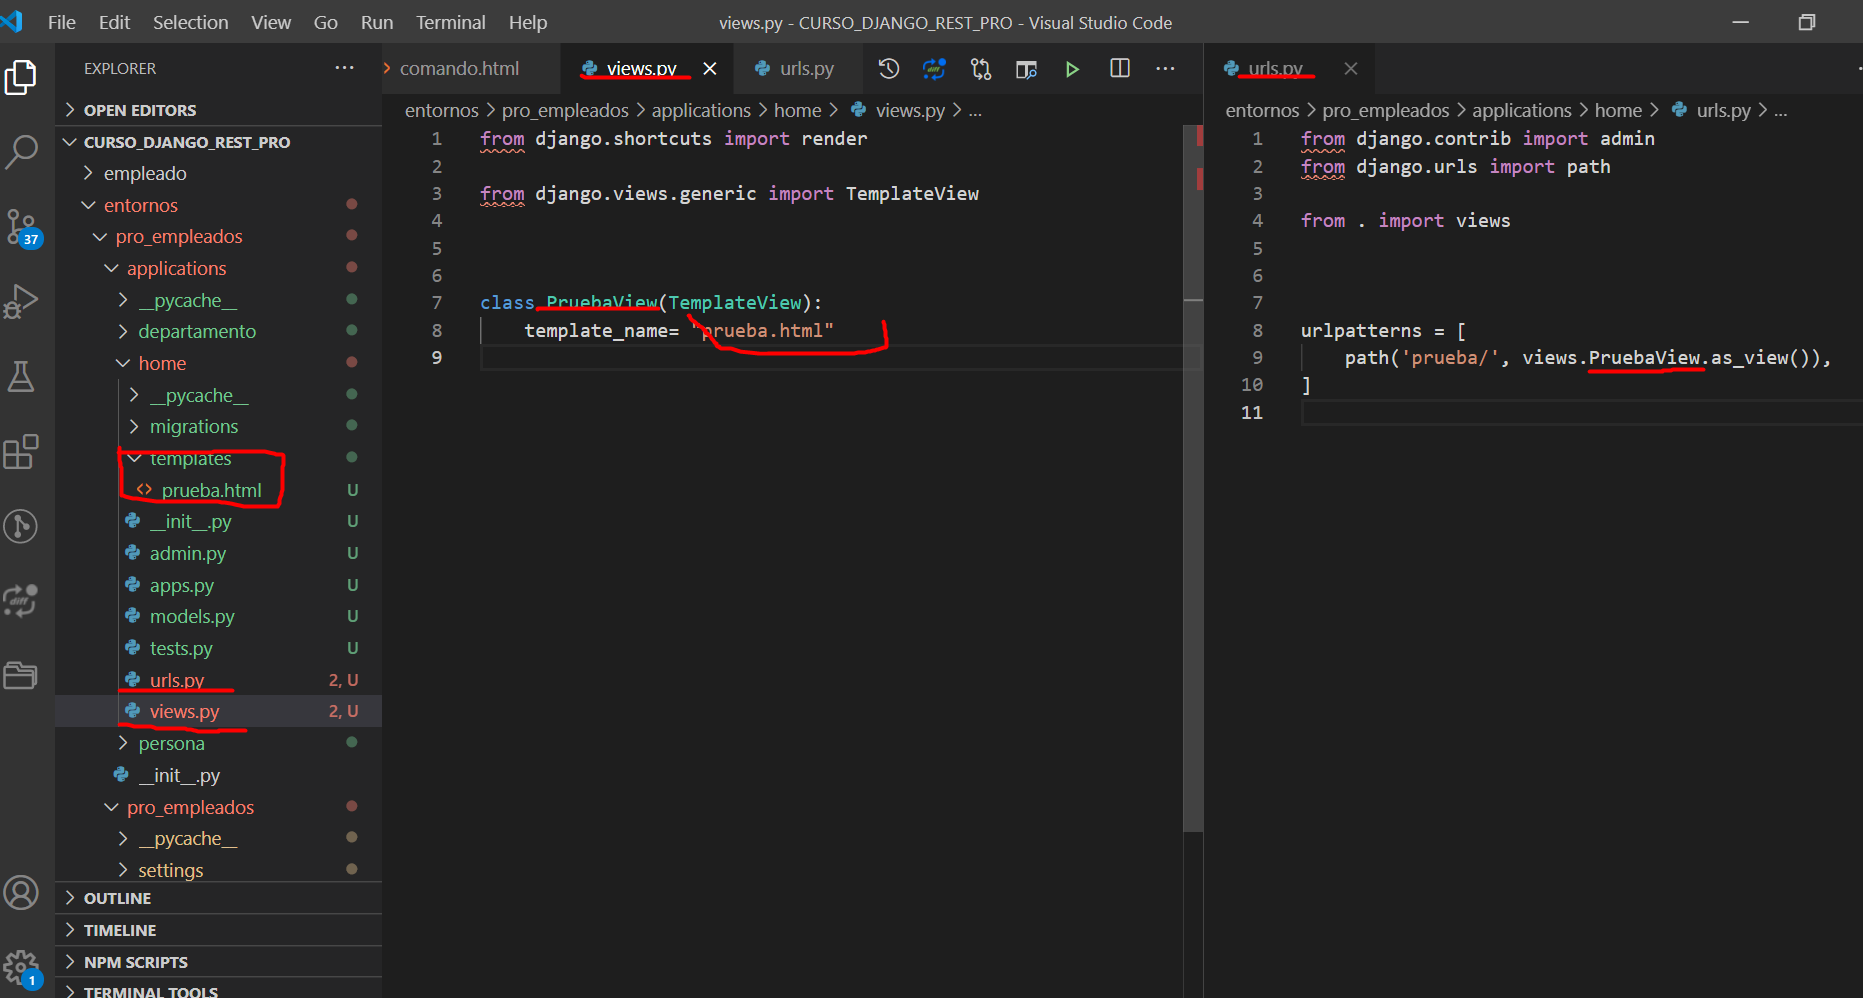 File Edit Selection View Go Run Terminal Help
views.py - CURSO_DJANGO_REST_PRO - Visual Studio Code
EXPLORER
OPEN EDITORS
CURSO_DJANGO_REST_PRO
empleado
entornos
pro_empleados
applications
__pycache__
departamento
home
__pycache__
migrations
templates
prueba.html U
__init__.py U
admin.py U
apps.py U
models.py U
tests.py U
urls.py 2, U
views.py 2, U
persona
__init__.py
pro_empleados
__pycache__
settings
OUTLINE
TIMELINE
NPM SCRIPTS
TERMINAL TOOLS
37
diff
1
comando.html
views.py
urls.py
diff
entornos > pro_empleados > applications > home > views.py > ...
1 from django.shortcuts import render
2
3 from django.views.generic import TemplateView
4
5
6
7 class PruebaView(TemplateView):
8 template_name= "prueba.html"
9
urls.py
entornos > pro_empleados > applications > home > urls.py > ...
1 from django.contrib import admin
2 from django.urls import path
3
4 from . import views
5
6
7
8 urlpatterns = [
9 path('prueba/', views.PruebaView.as_view()),
10 ]
11